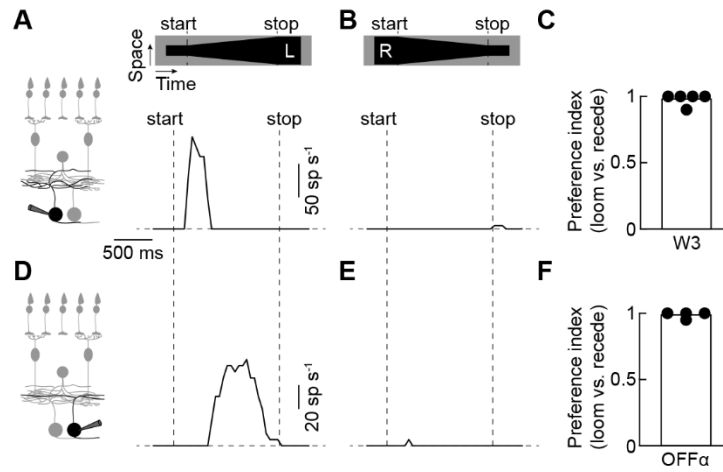 A
start
stop
L
Space
Time
B
start
stop
R
C
Preference index
(loom vs. recede)
1
0.5
0
W3
start
stop
50 sp s⁻¹
start
stop
500 ms
D
20 sp s⁻¹
E
F
Preference index
(loom vs. recede)
1
0.5
0
OFFα